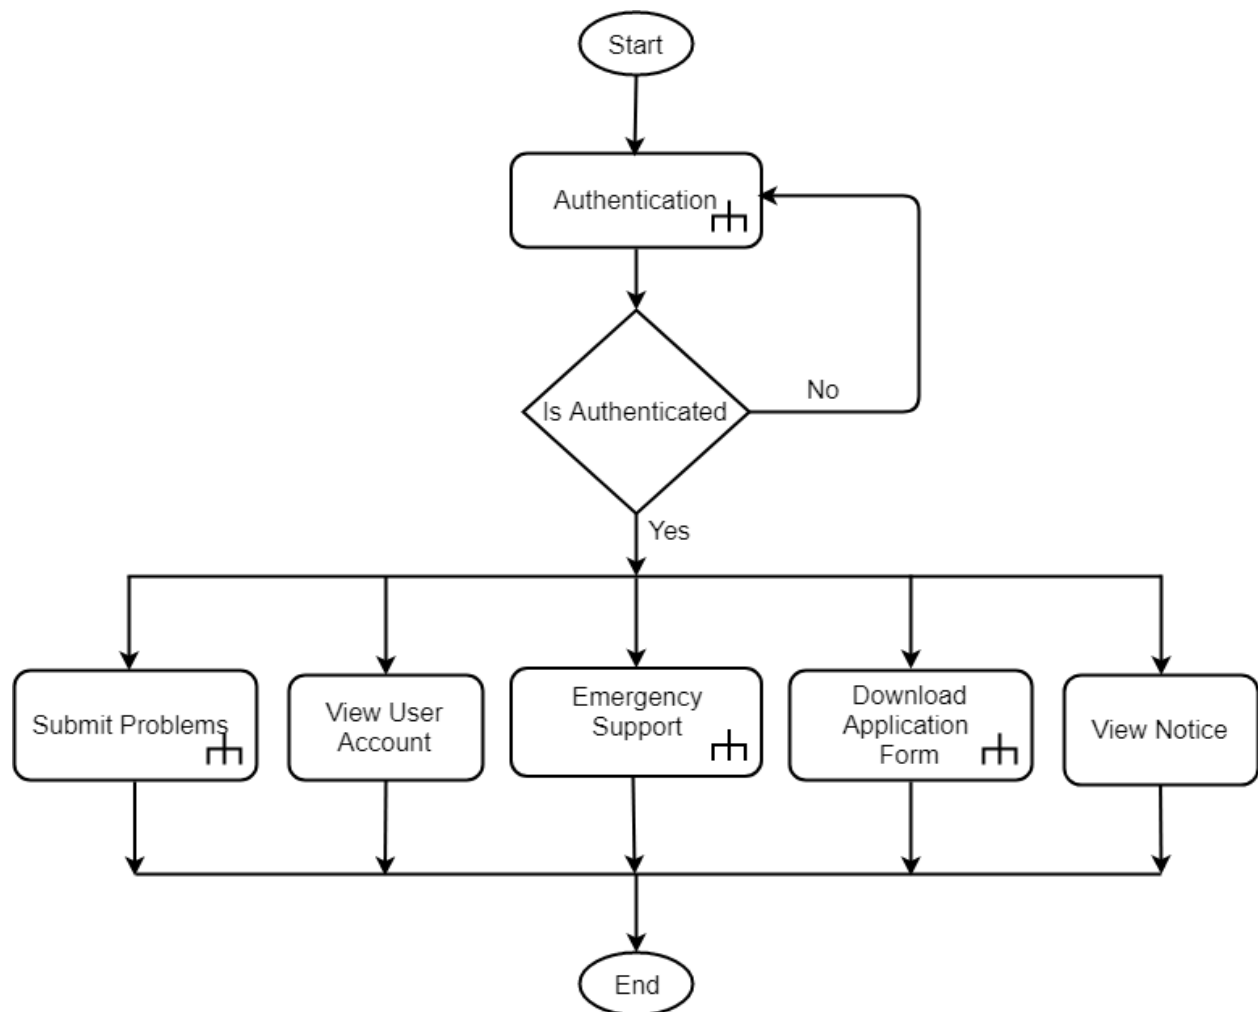 Start
Authentication
Is Authenticated
No
Yes
Submit Problems
View User
Account
Emergency
Support
Download
Application
Form
View Notice
End